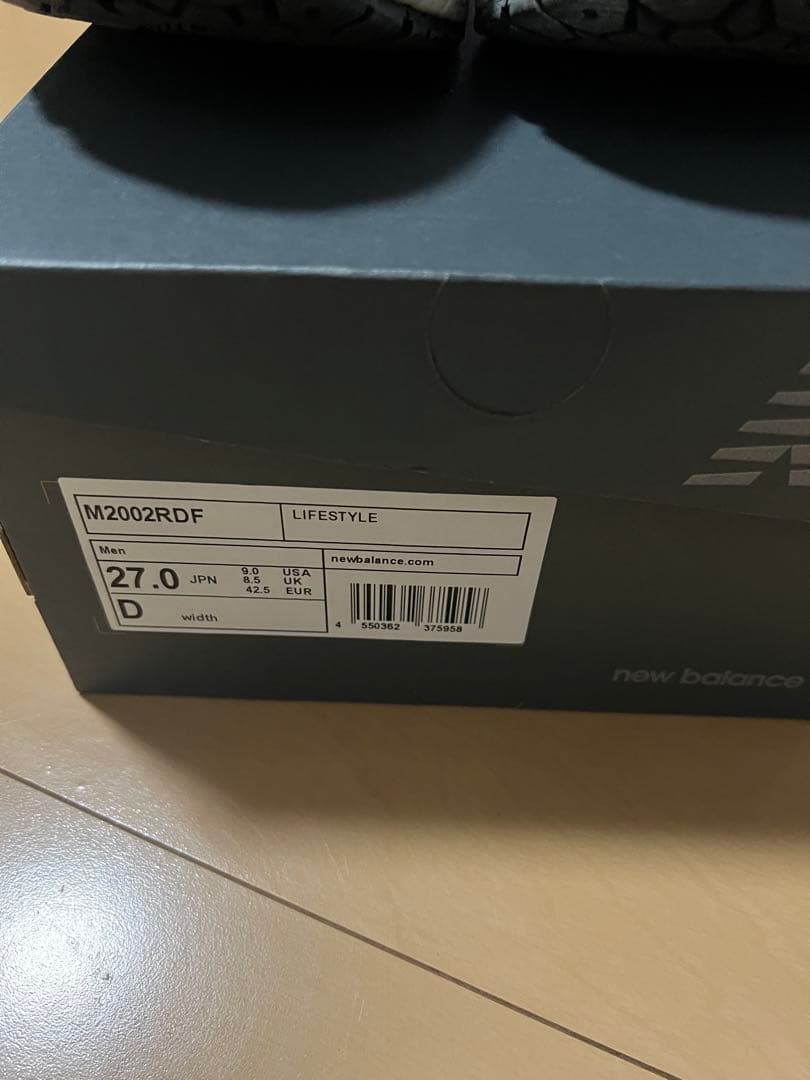 M2002RDF
LIFESTYLE
Men
newbalance.com
27.0 JPN
9.0 USA
8.5 UK
42.5 EUR
D width
4 550362 375958
new balance